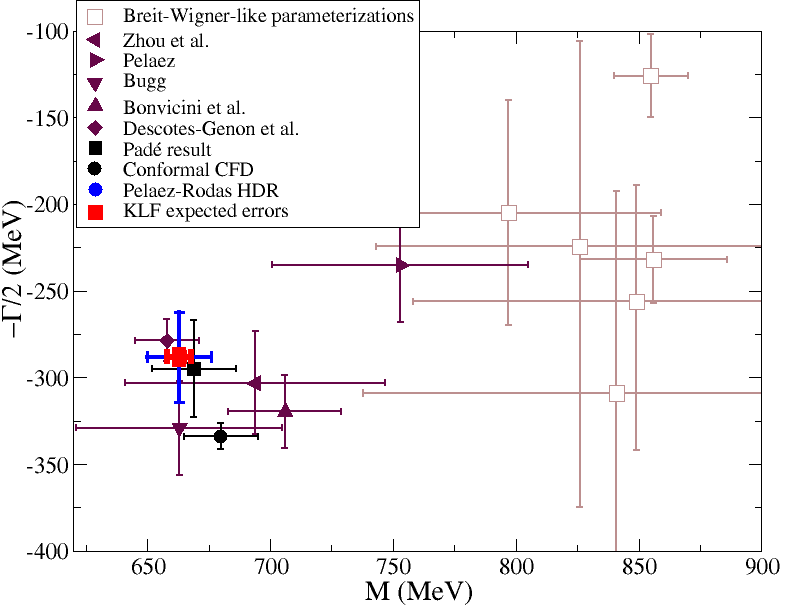 Breit-Wigner-like parameterizations
Zhou et al.
Pelaez
Bugg
Bonvicini et al.
Descotes-Genon et al.
Padé result
Conformal CFD
Pelaez-Rodas HDR
KLF expected errors
-100
-150
-200
-250
-300
-350
-400
−Γ/2 (MeV)
650 700 750 800 850 900
M (MeV)